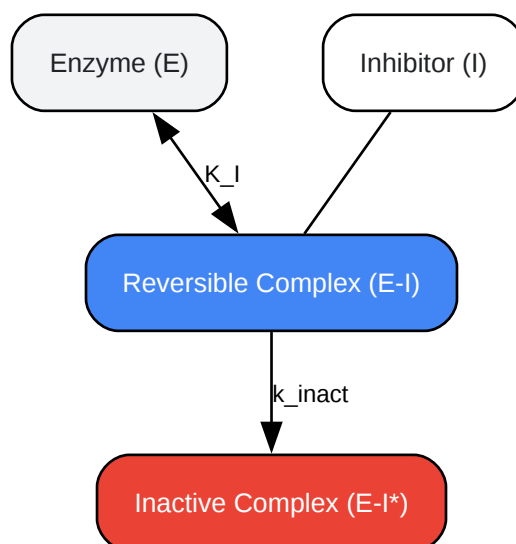 Enzyme (E)
Inhibitor (I)
K_I
Reversible Complex (E-I)
k_inact
Inactive Complex (E-I*)